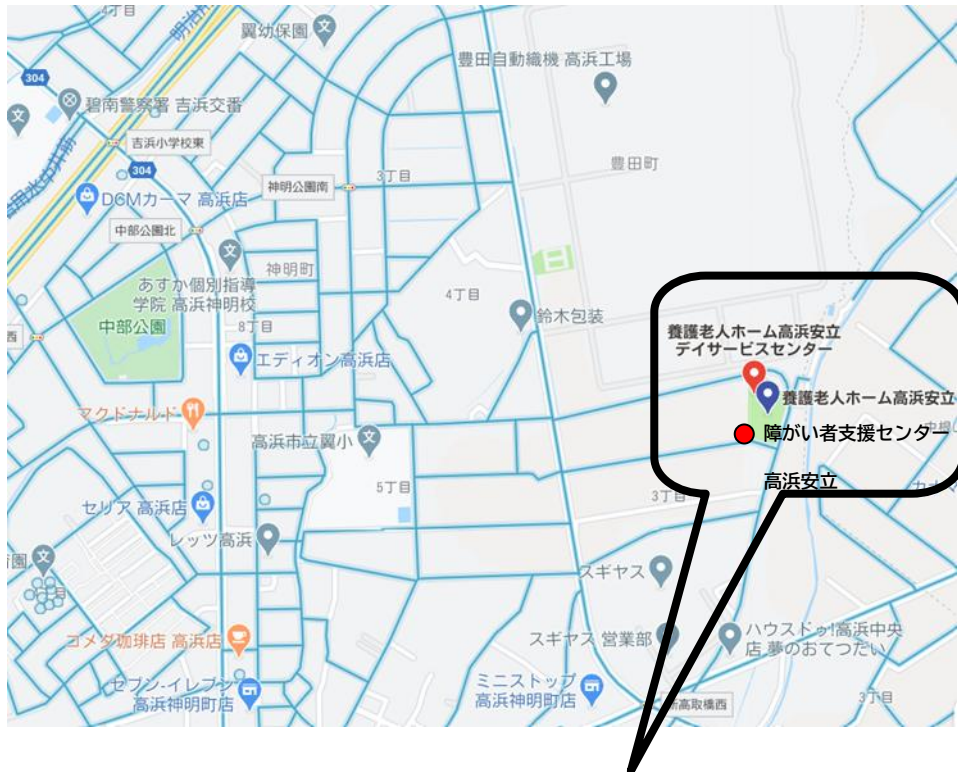 4丁目
翼幼保園
豊田自動織機 高浜工場
304
碧南警察署 吉浜交番
吉浜小学校東
304
豊田町
3丁目
神明公園南
DCMカーマ 高浜店
中部公園北
神明町
あすか個別指導
学院 高浜神明校
4丁目
鈴木包装
中部公園
8丁目
西
養護老人ホーム高浜安立
デイサービスセンター
エディオン高浜店
養護老人ホーム高浜安立
マクドナルド
障がい者支援センター
高浜市立翼小
高浜安立
5丁目
3丁目
セリア 高浜店
レッツ高浜
スギヤス
コメダ珈琲店 高浜店
スギヤス 営業部
ハウスドゥ!高浜中央
店 夢のおてつだい
セブン-イレブン
高浜神明町店
ミニストップ
高浜神明町店
新高取橋西
3丁目